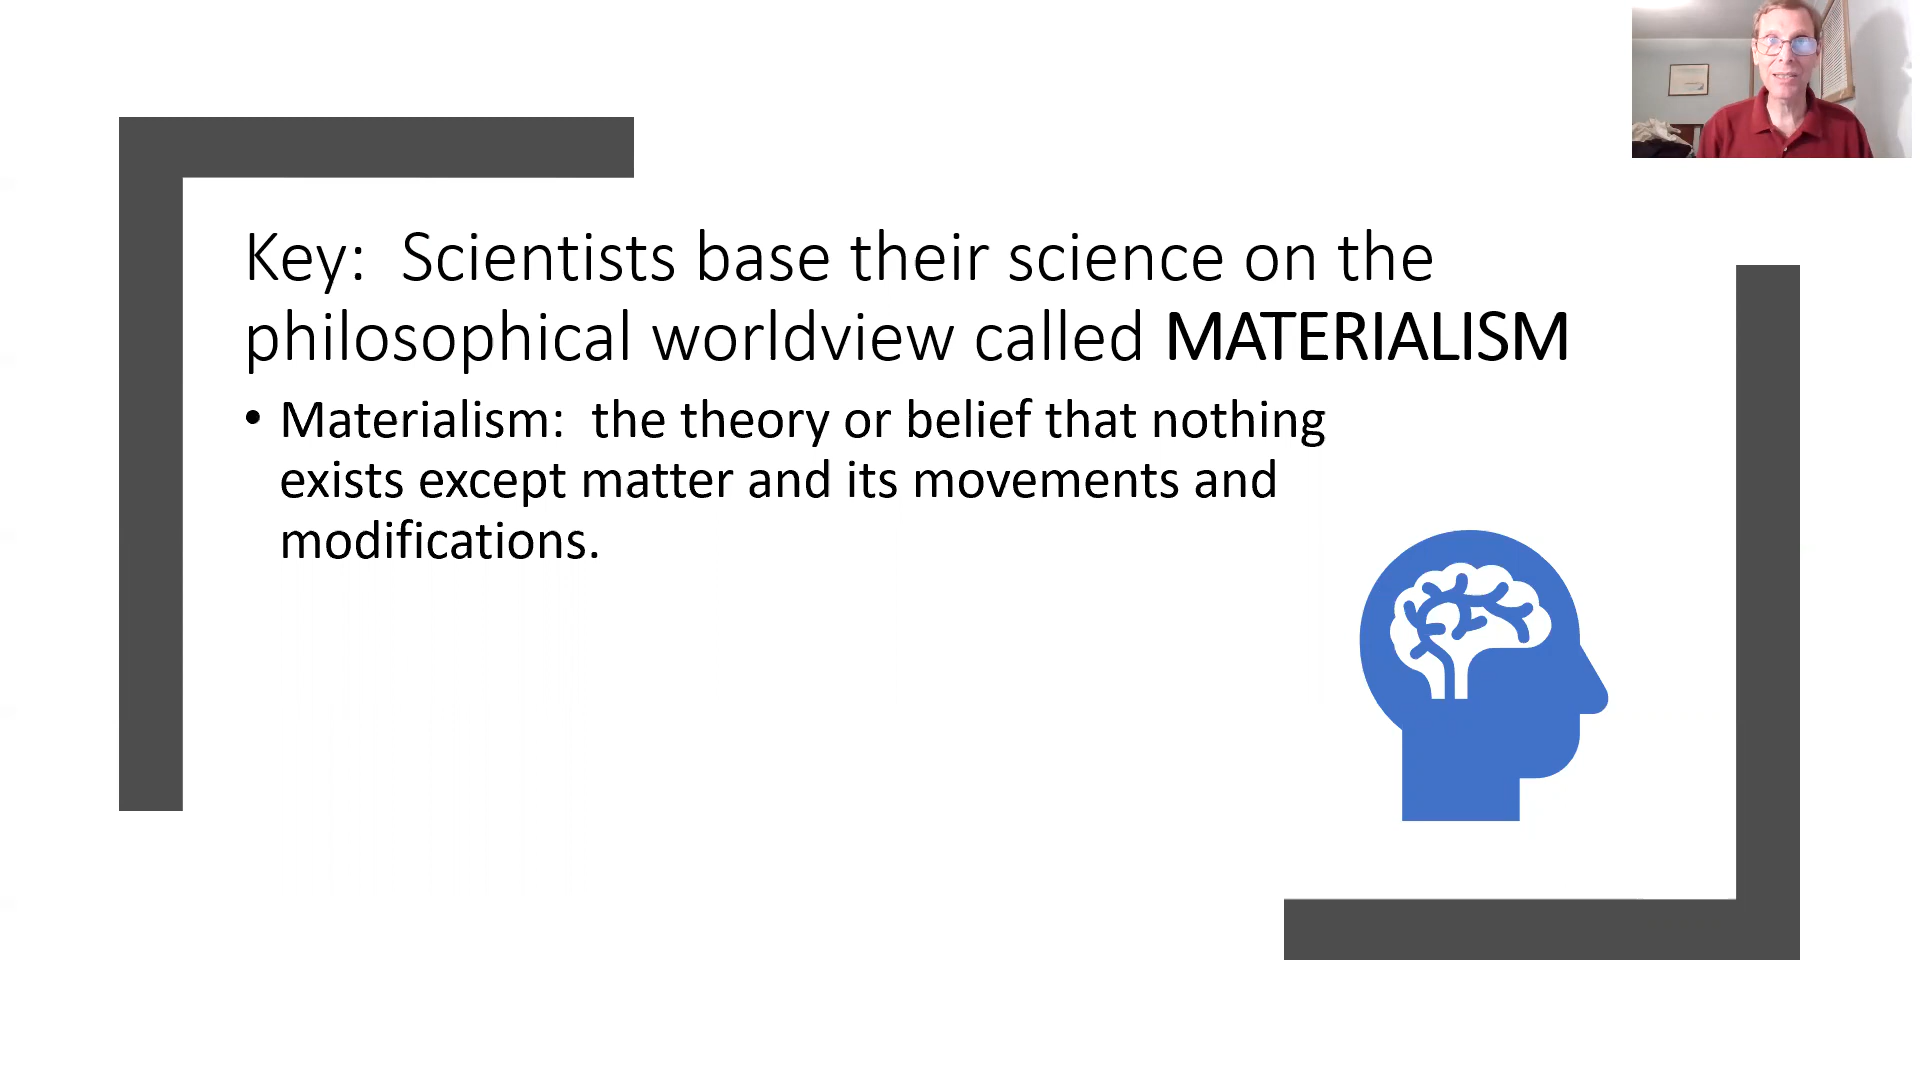 Key:  Scientists base their science on the
philosophical worldview called MATERIALISM
• Materialism:  the theory or belief that nothing
exists except matter and its movements and
modifications.